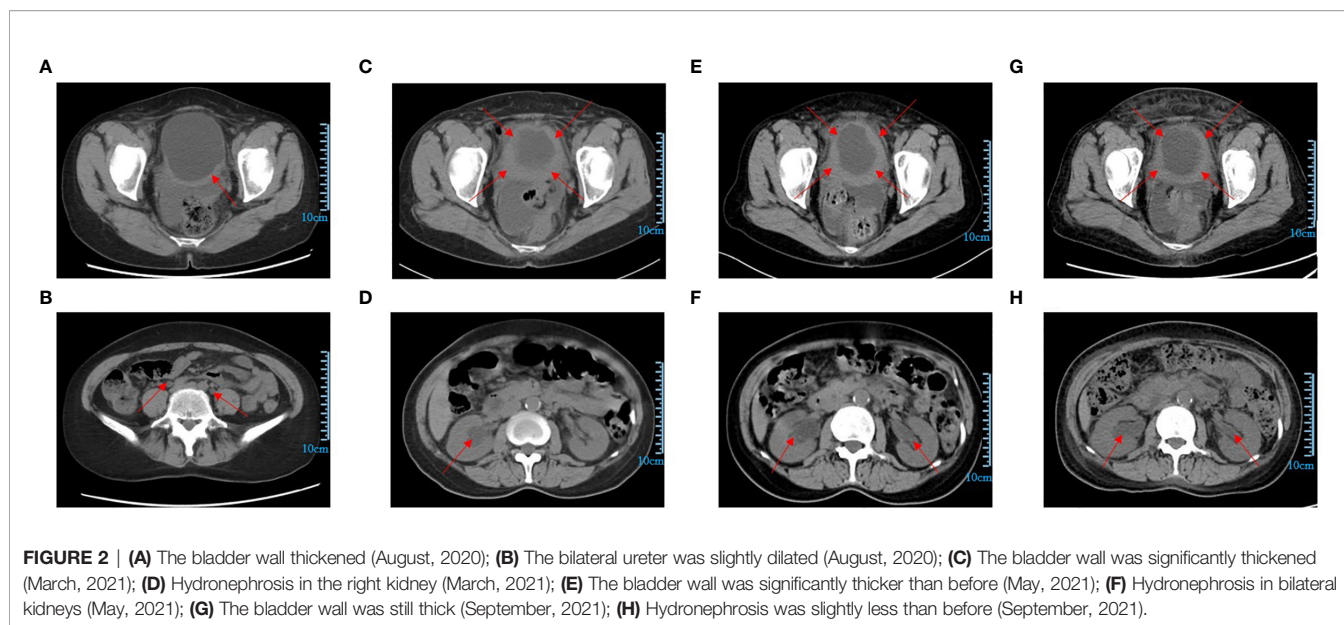 A
C
E
G
10cm
10cm
10cm
10cm
B
D
F
H
10cm
10cm
10cm
10cm
FIGURE 2 | (A) The bladder wall thickened (August, 2020); (B) The bilateral ureter was slightly dilated (August, 2020); (C) The bladder wall was significantly thickened
(March, 2021); (D) Hydronephrosis in the right kidney (March, 2021); (E) The bladder wall was significantly thicker than before (May, 2021); (F) Hydronephrosis in bilateral
kidneys (May, 2021); (G) The bladder wall was still thick (September, 2021); (H) Hydronephrosis was slightly less than before (September, 2021).